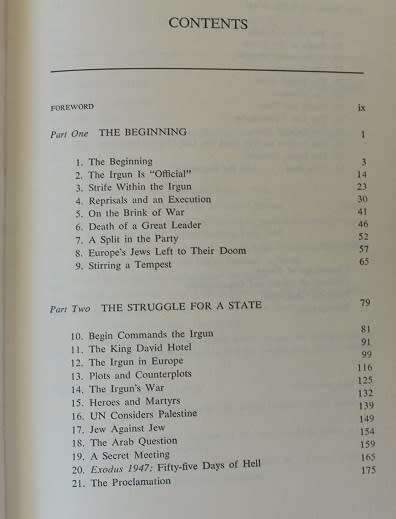 CONTENTS
FOREWORD ix
Part One THE BEGINNING 1
1. The Beginning 3
2. The Irgun Is “Official” 14
3. Strife Within the Irgun 23
4. Reprisals and an Execution 30
5. On the Brink of War 41
6. Death of a Great Leader 46
7. A Split in the Party 52
8. Europe's Jews Left to Their Doom 57
9. Stirring a Tempest 65
Part Two THE STRUGGLE FOR A STATE 79
10. Begin Commands the Irgun 81
11. The King David Hotel 91
12. The Irgun in Europe 99
13. Plots and Counterplots 116
14. The Irgun's War 125
15. Heroes and Martyrs 132
16. UN Considers Palestine 139
17. Jew Against Jew 149
18. The Arab Question 154
19. A Secret Meeting 159
20. Exodus 1947: Fifty-five Days of Hell 165
21. The Proclamation 175